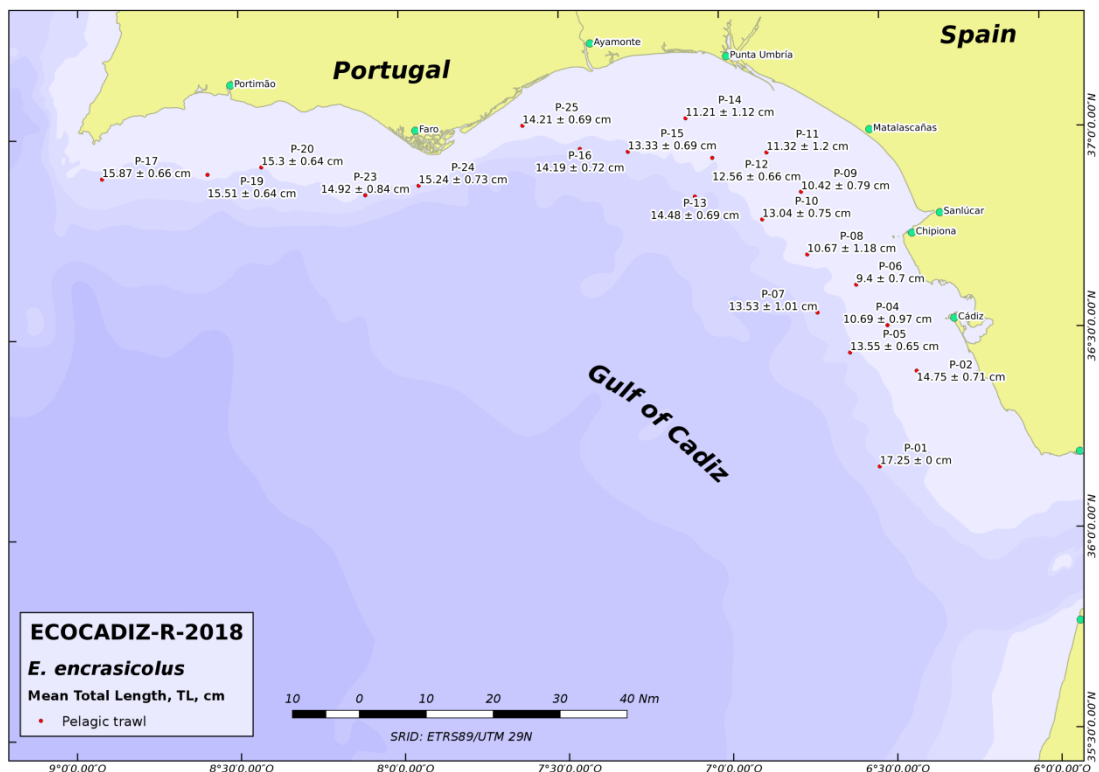 Spain
Portugal
Ayamonte
Punta Umbría
Portimão
Faro
Matalascañas
Sanlúcar
Chipiona
Cádiz
P-25
14.21 ± 0.69 cm
P-14
11.21 ± 1.12 cm
P-15
13.33 ± 0.69 cm
P-11
11.32 ± 1.2 cm
P-16
14.19 ± 0.72 cm
P-12
12.56 ± 0.66 cm
P-17
15.87 ± 0.66 cm
P-20
15.3 ± 0.64 cm
P-19
15.51 ± 0.64 cm
P-23
14.92 ± 0.84 cm
P-24
15.24 ± 0.73 cm
P-09
10.42 ± 0.79 cm
P-10
13.04 ± 0.75 cm
P-13
14.48 ± 0.69 cm
P-08
10.67 ± 1.18 cm
P-06
9.4 ± 0.7 cm
P-07
13.53 ± 1.01 cm
P-04
10.69 ± 0.97 cm
P-05
13.55 ± 0.65 cm
P-02
14.75 ± 0.71 cm
P-01
17.25 ± 0 cm
Gulf of Cadiz
37°0'0.00"N
36°30'0.00"N
36°0'0.00"N
35°30'0.00"N
ECOCADIZ-R-2018
E. encrasicolus
Mean Total Length, TL, cm
Pelagic trawl
10 0 10 20 30 40 Nm
SRID: ETRS89/UTM 29N
9°0'0.00"O
8°30'0.00"O
8°0'0.00"O
7°30'0.00"O
7°0'0.00"O
6°30'0.00"O
6°0'0.00"O